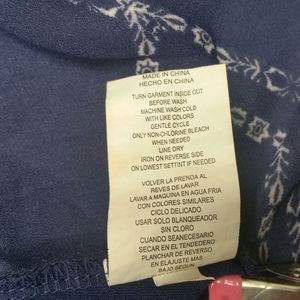 MADE IN CHINA
HECHO EN CHINA
TURN GARMENT INSIDE OUT
BEFORE WASH
MACHINE WASH COLD
WITH LIKE COLORS
GENTLE CYCLE
ONLY NON-CHLORINE BLEACH
WHEN NEEDED
LINE DRY
IRON ON REVERSE SIDE
ON LOWEST SETTINT IF NEEDED
VOLVER LA PRENDA AL
REVES DE LAVAR
LAVAR A MAQUINA EN AGUA FRIA
CON COLORES SIMILARES
CICLO DELICADO
USAR SOLO BLANQUEADOR
SIN CLORO
CUANDO SEANECESARIO
SECAR EN EL TENDEDERO
PLANCHAR DE REVERSO
EN ELAJUSTE MAS
BAJO SEGUN